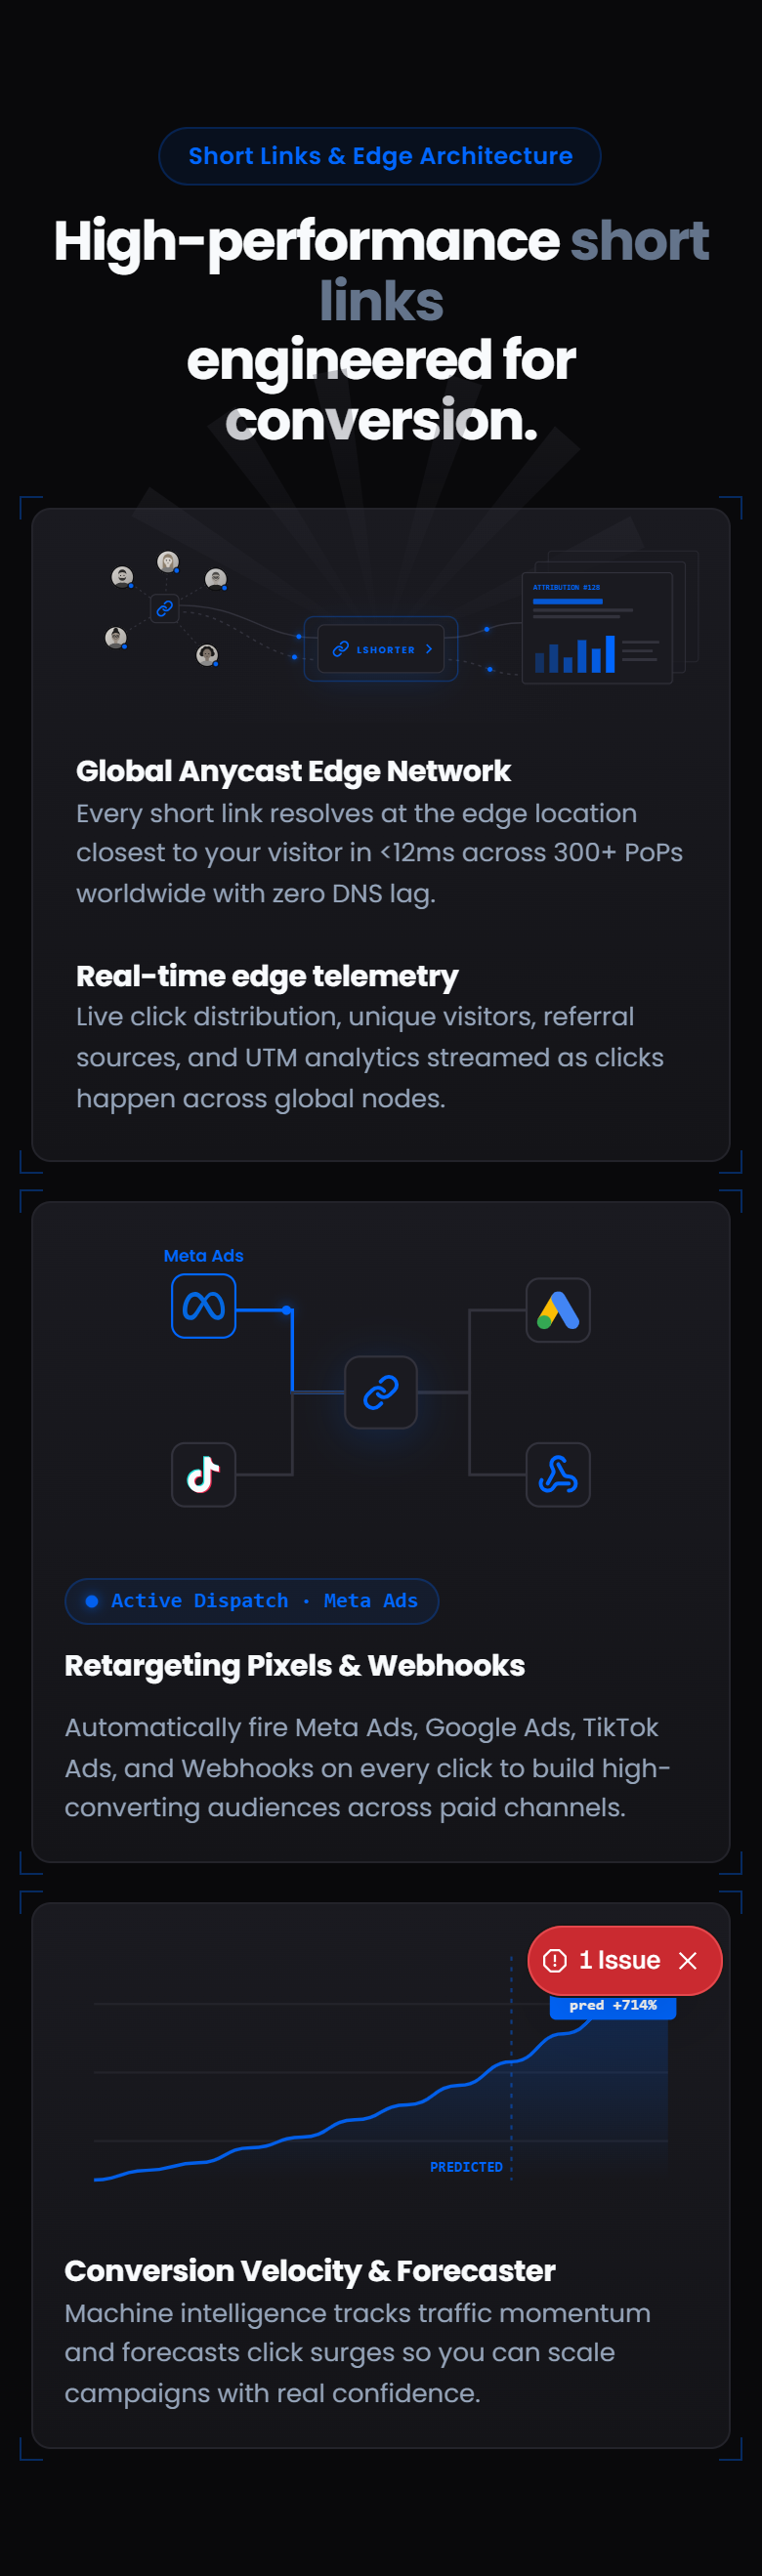 Short Links & Edge Architecture
High-performance short
links
engineered for
conversion.
ATTRIBUTION #128
LSHORTER
Global Anycast Edge Network
Every short link resolves at the edge location
closest to your visitor in <12ms across 300+ PoPs
worldwide with zero DNS lag.
Real-time edge telemetry
Live click distribution, unique visitors, referral
sources, and UTM analytics streamed as clicks
happen across global nodes.
Meta Ads
Active Dispatch · Meta Ads
Retargeting Pixels & Webhooks
Automatically fire Meta Ads, Google Ads, TikTok
Ads, and Webhooks on every click to build high-
converting audiences across paid channels.
1 Issue
pred +714%
PREDICTED
Conversion Velocity & Forecaster
Machine intelligence tracks traffic momentum
and forecasts click surges so you can scale
campaigns with real confidence.